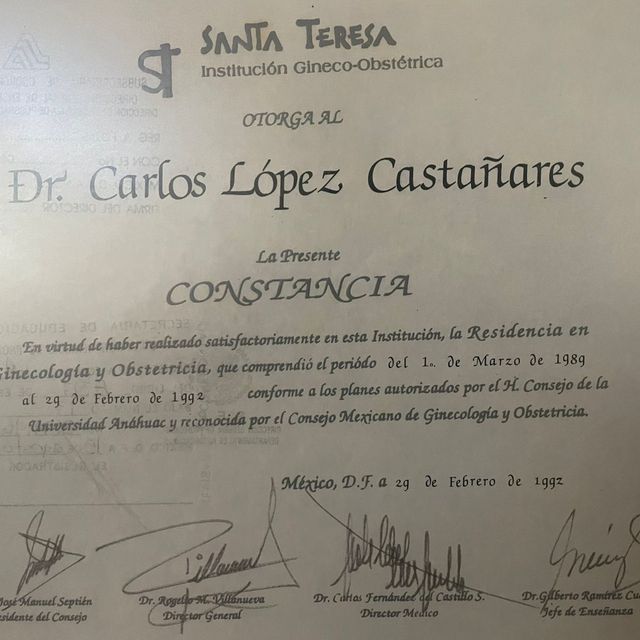 SANTA TERESA
Institución Gineco-Obstétrica
OTORGA AL
Dr. Carlos López Castañares
La Presente
CONSTANCIA
En virtud de haber realizado satisfactoriamente en esta Institución, la Residencia en
Ginecología y Obstetricia, que comprendió el periódo del 1o. de Marzo de 1989
al 29 de Febrero de 1992 conforme a los planes autorizados por el H. Consejo de la
Universidad Anáhuac y reconocida por el Consejo Mexicano de Ginecología y Obstetricia.
México, D.F. a 29 de Febrero de 1992
José Manuel Septién Dr. Rogelio M. Villanueva Dr. Carlos Fernández del Castillo S. Dr. Gilberto Ramírez
sidente del Consejo Director General Director Médico Jefe de Enseñanza